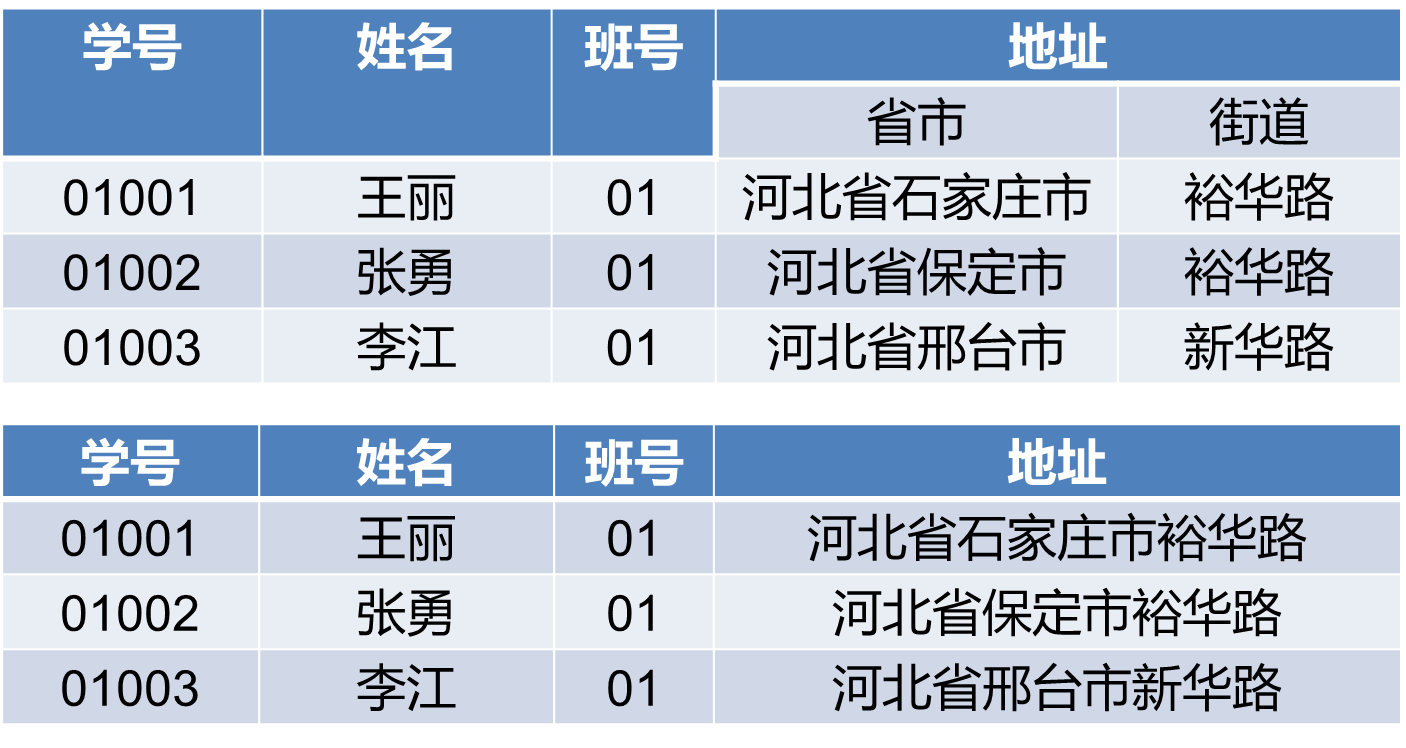 学号 姓名 班号 地址
省市 街道
01001 王丽 01 河北省石家庄市 裕华路
01002 张勇 01 河北省保定市 裕华路
01003 李江 01 河北省邢台市 新华路
学号 姓名 班号 地址
01001 王丽 01 河北省石家庄市裕华路
01002 张勇 01 河北省保定市裕华路
01003 李江 01 河北省邢台市新华路